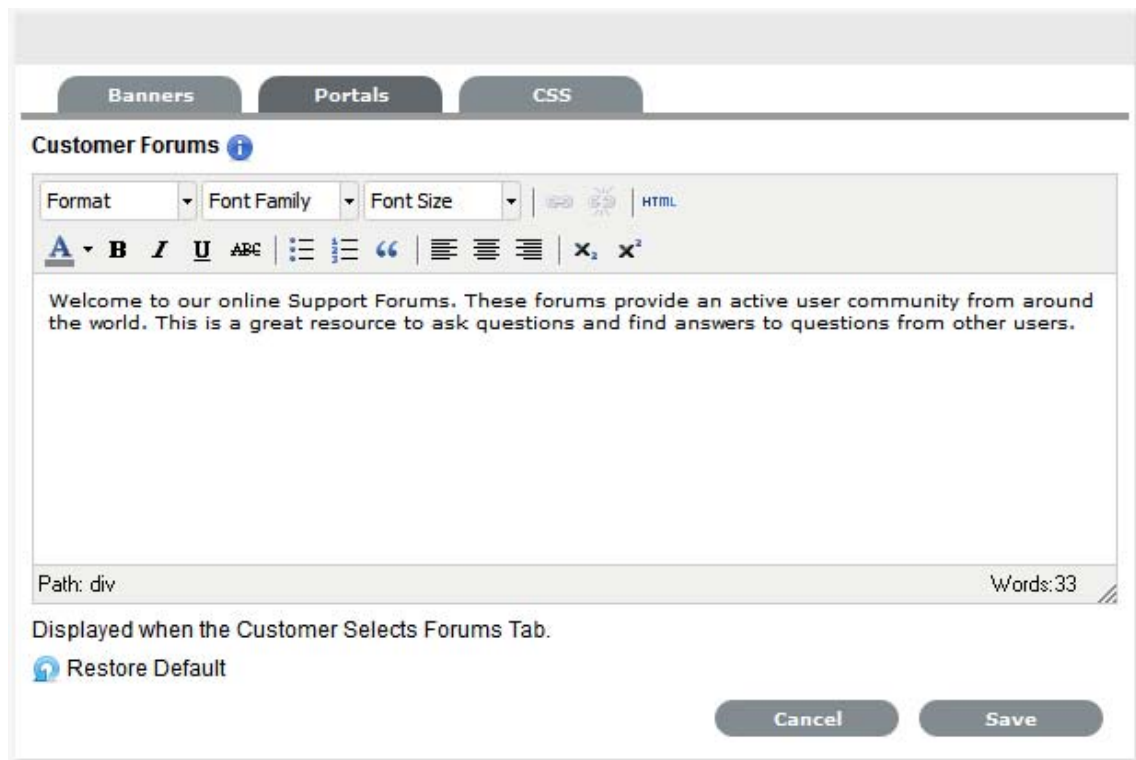 Banners Portals CSS
Customer Forums
Format Font Family Font Size HTML
A B I U ABC X₂ X²
Welcome to our online Support Forums. These forums provide an active user community from around
the world. This is a great resource to ask questions and find answers to questions from other users.
Path: div Words:33
Displayed when the Customer Selects Forums Tab.
Restore Default
Cancel Save